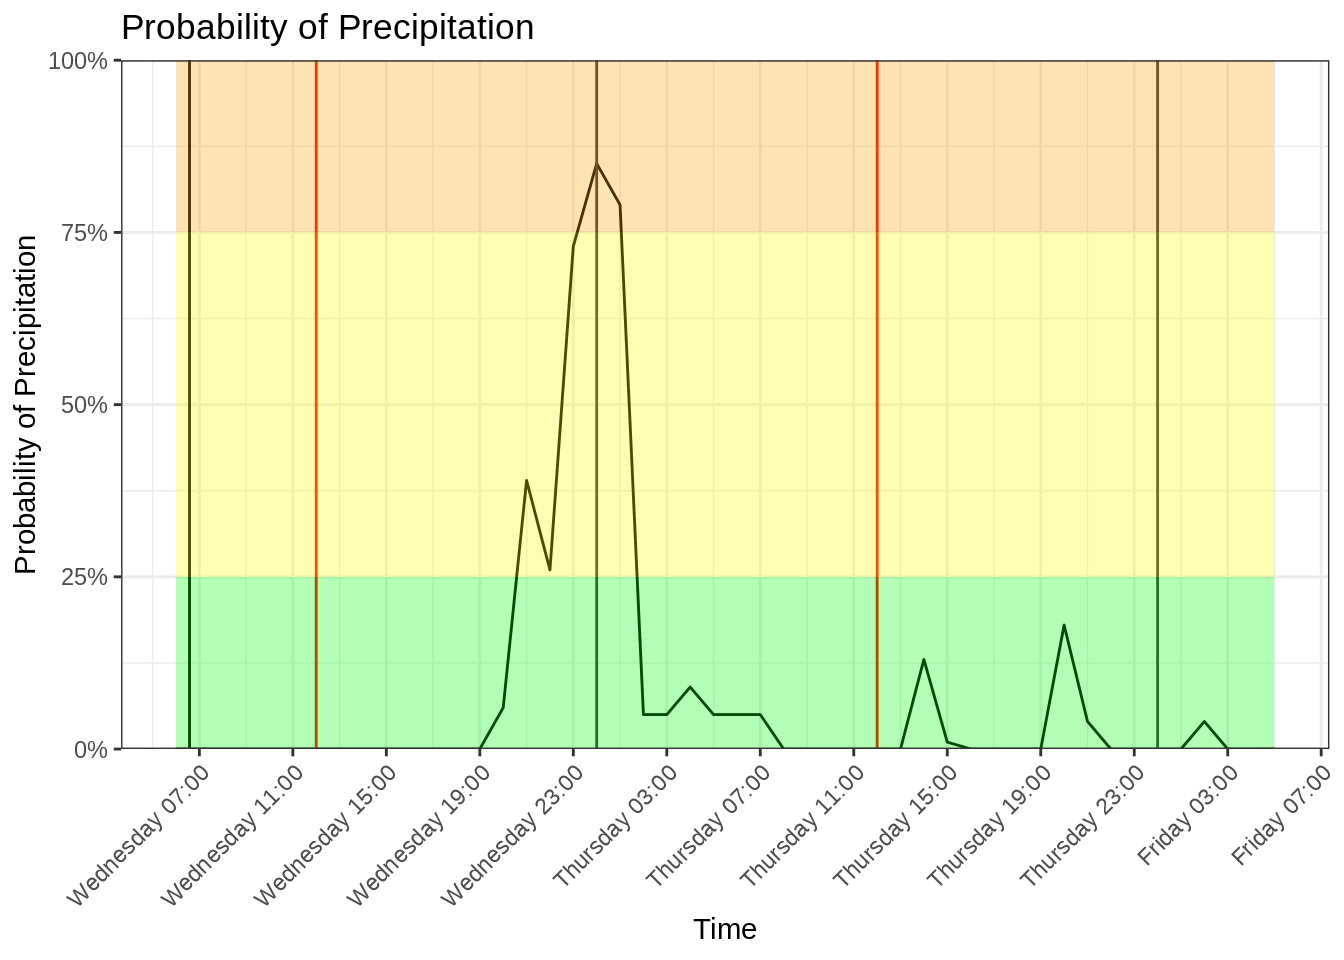 Probability of Precipitation
Probability of Precipitation
100%
75%
50%
25%
0%
Wednesday 07:00
Wednesday 11:00
Wednesday 15:00
Wednesday 19:00
Wednesday 23:00
Thursday 03:00
Thursday 07:00
Thursday 11:00
Thursday 15:00
Thursday 19:00
Thursday 23:00
Friday 03:00
Friday 07:00
Time